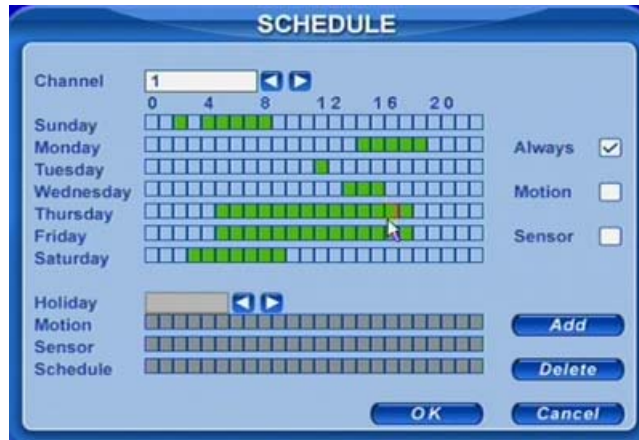 SCHEDULE
Channel 1
0 4 8 12 16 20
Sunday
Monday
Always
Tuesday
Wednesday
Motion
Thursday
Friday
Sensor
Saturday
Holiday
Motion
Add
Sensor
Schedule
Delete
OK
Cancel